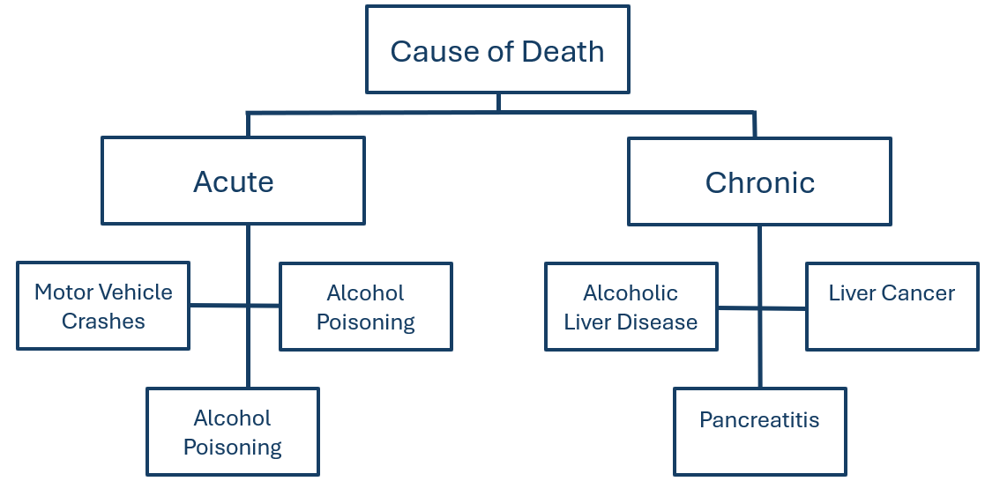 Cause of Death
Acute
Chronic
Motor Vehicle
Crashes
Alcohol
Poisoning
Alcoholic
Liver Disease
Liver Cancer
Alcohol
Poisoning
Pancreatitis